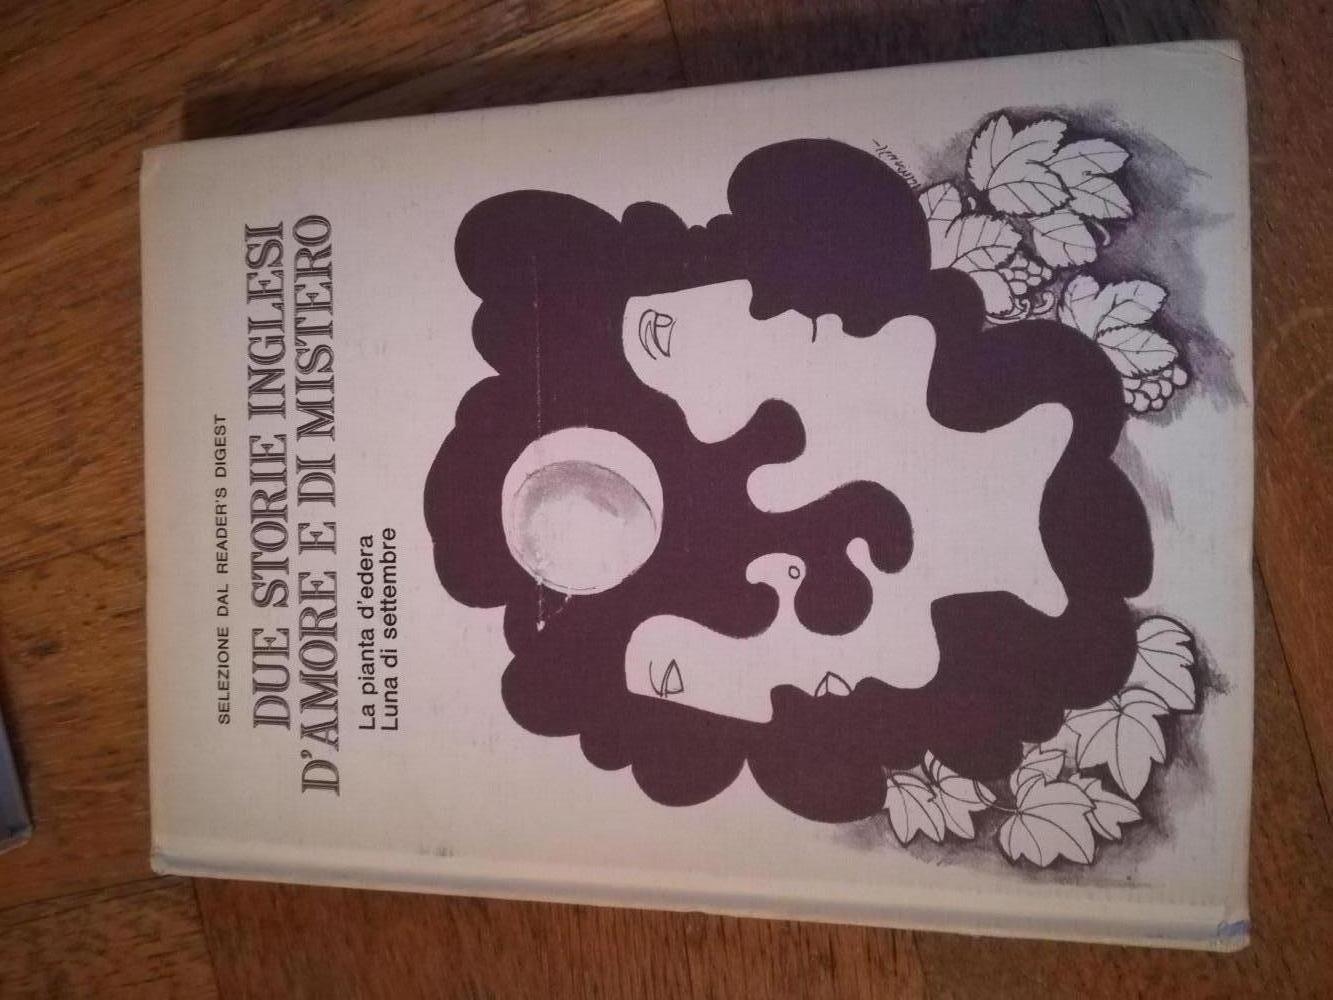 SELEZIONE DAL READER'S DIGEST
DUE STORIE INGLESI
D'AMORE E DI MISTERO
La pianta d'edera
Luna di settembre